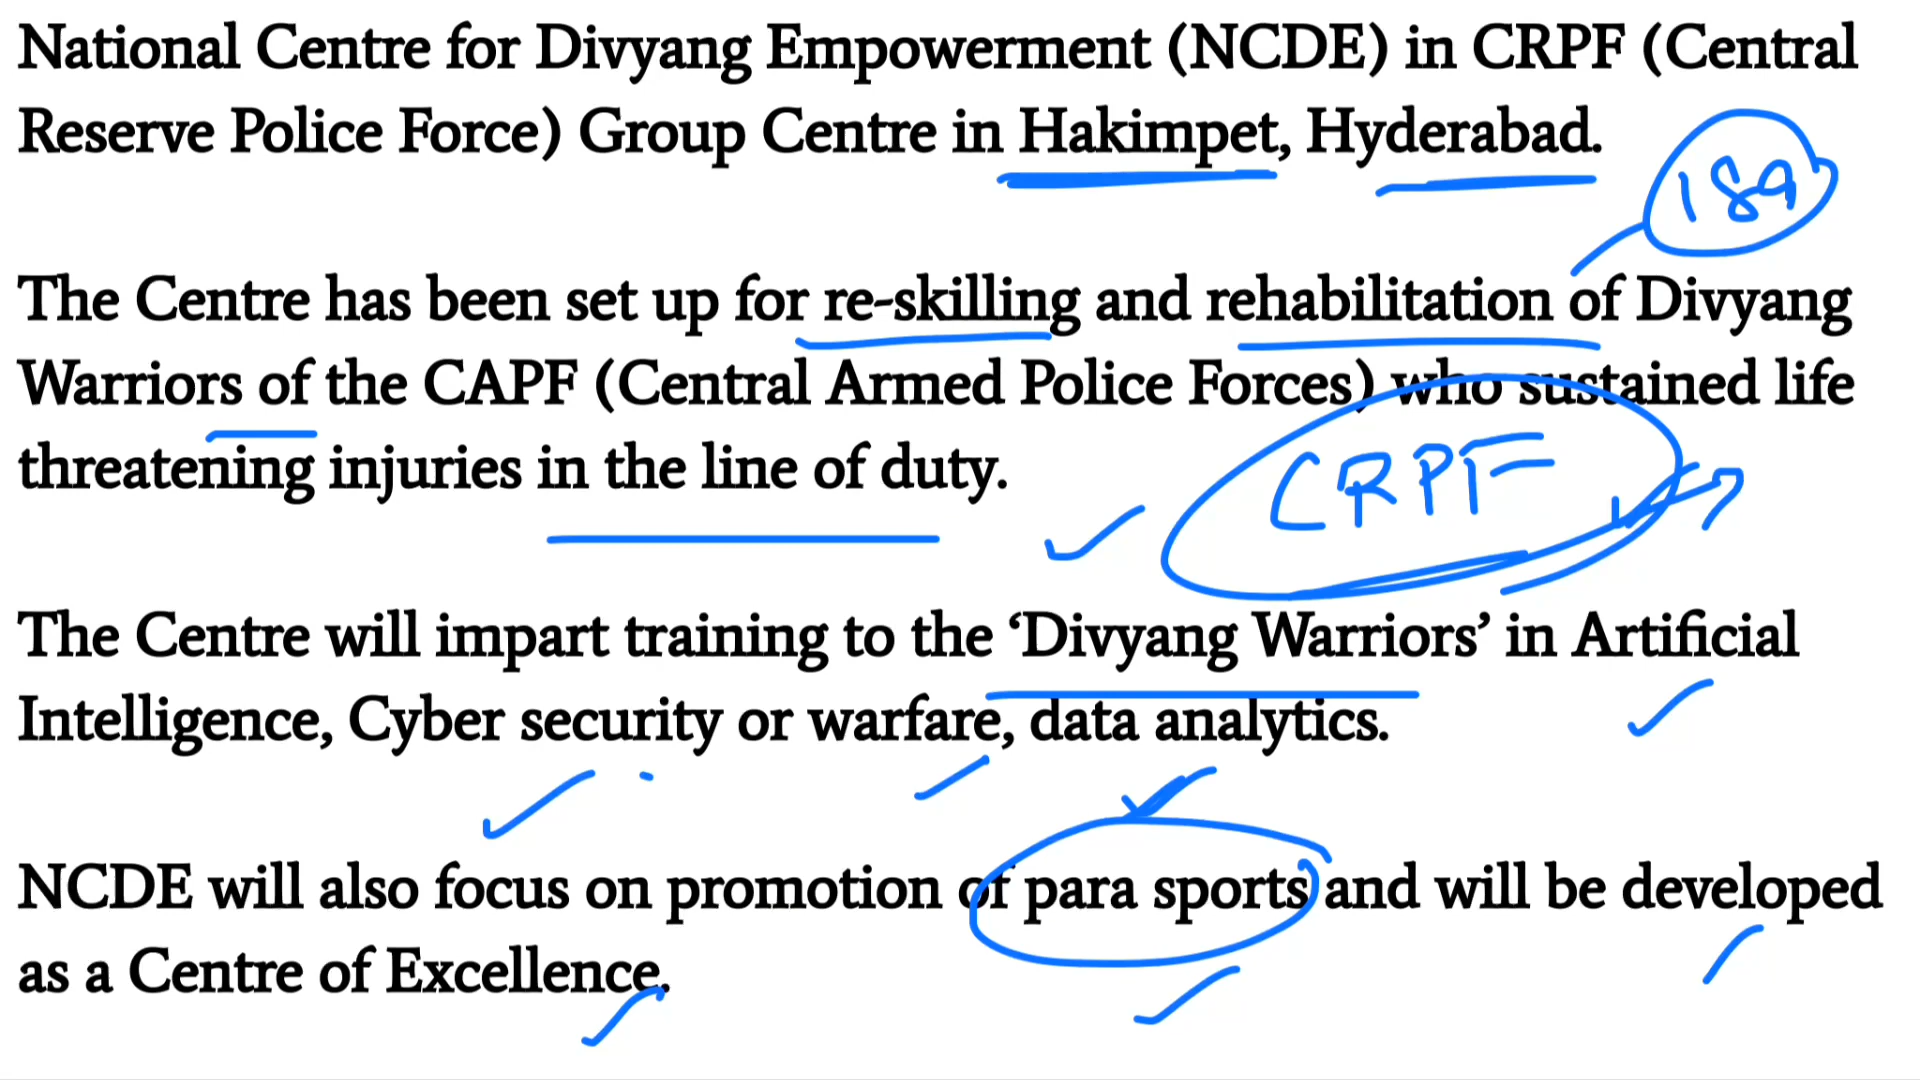 National Centre for Divyang Empowerment (NCDE) in CRPF (Central
Reserve Police Force) Group Centre in Hakimpet, Hyderabad.
189
The Centre has been set up for re-skilling and rehabilitation of Divyang
Warriors of the CAPF (Central Armed Police Forces) who sustained life
threatening injuries in the line of duty.
CRPF
The Centre will impart training to the ‘Divyang Warriors’ in Artificial
Intelligence, Cyber security or warfare, data analytics.
NCDE will also focus on promotion of para sports and will be developed
as a Centre of Excellence.